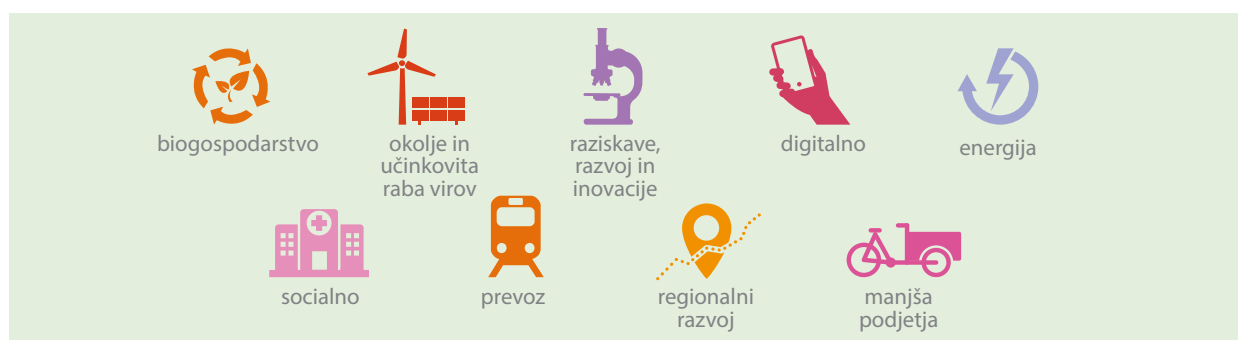 biogospodarstvo
okolje in
učinkovita
raba virov
raziskave,
razvoj in
inovacije
digitalno
energija
socialno
prevoz
regionalni
razvoj
manjša
podjetja